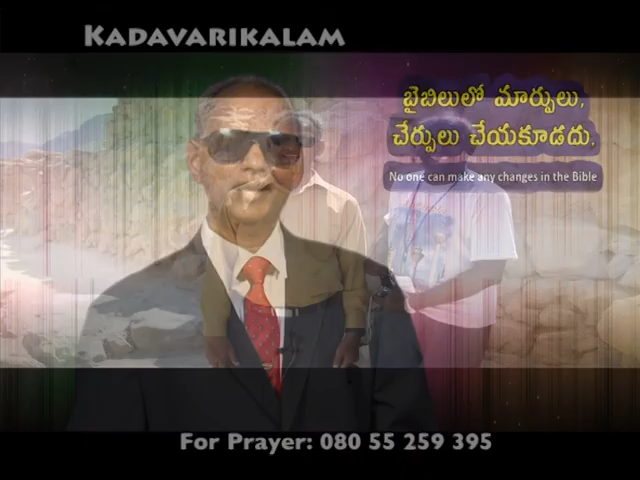 KADAVARIKALAM
బైబిలులో మార్పులు,
చేర్పులు చేయకూడదు.
No one can make any changes in the Bible
For Prayer: 080 55 259 395